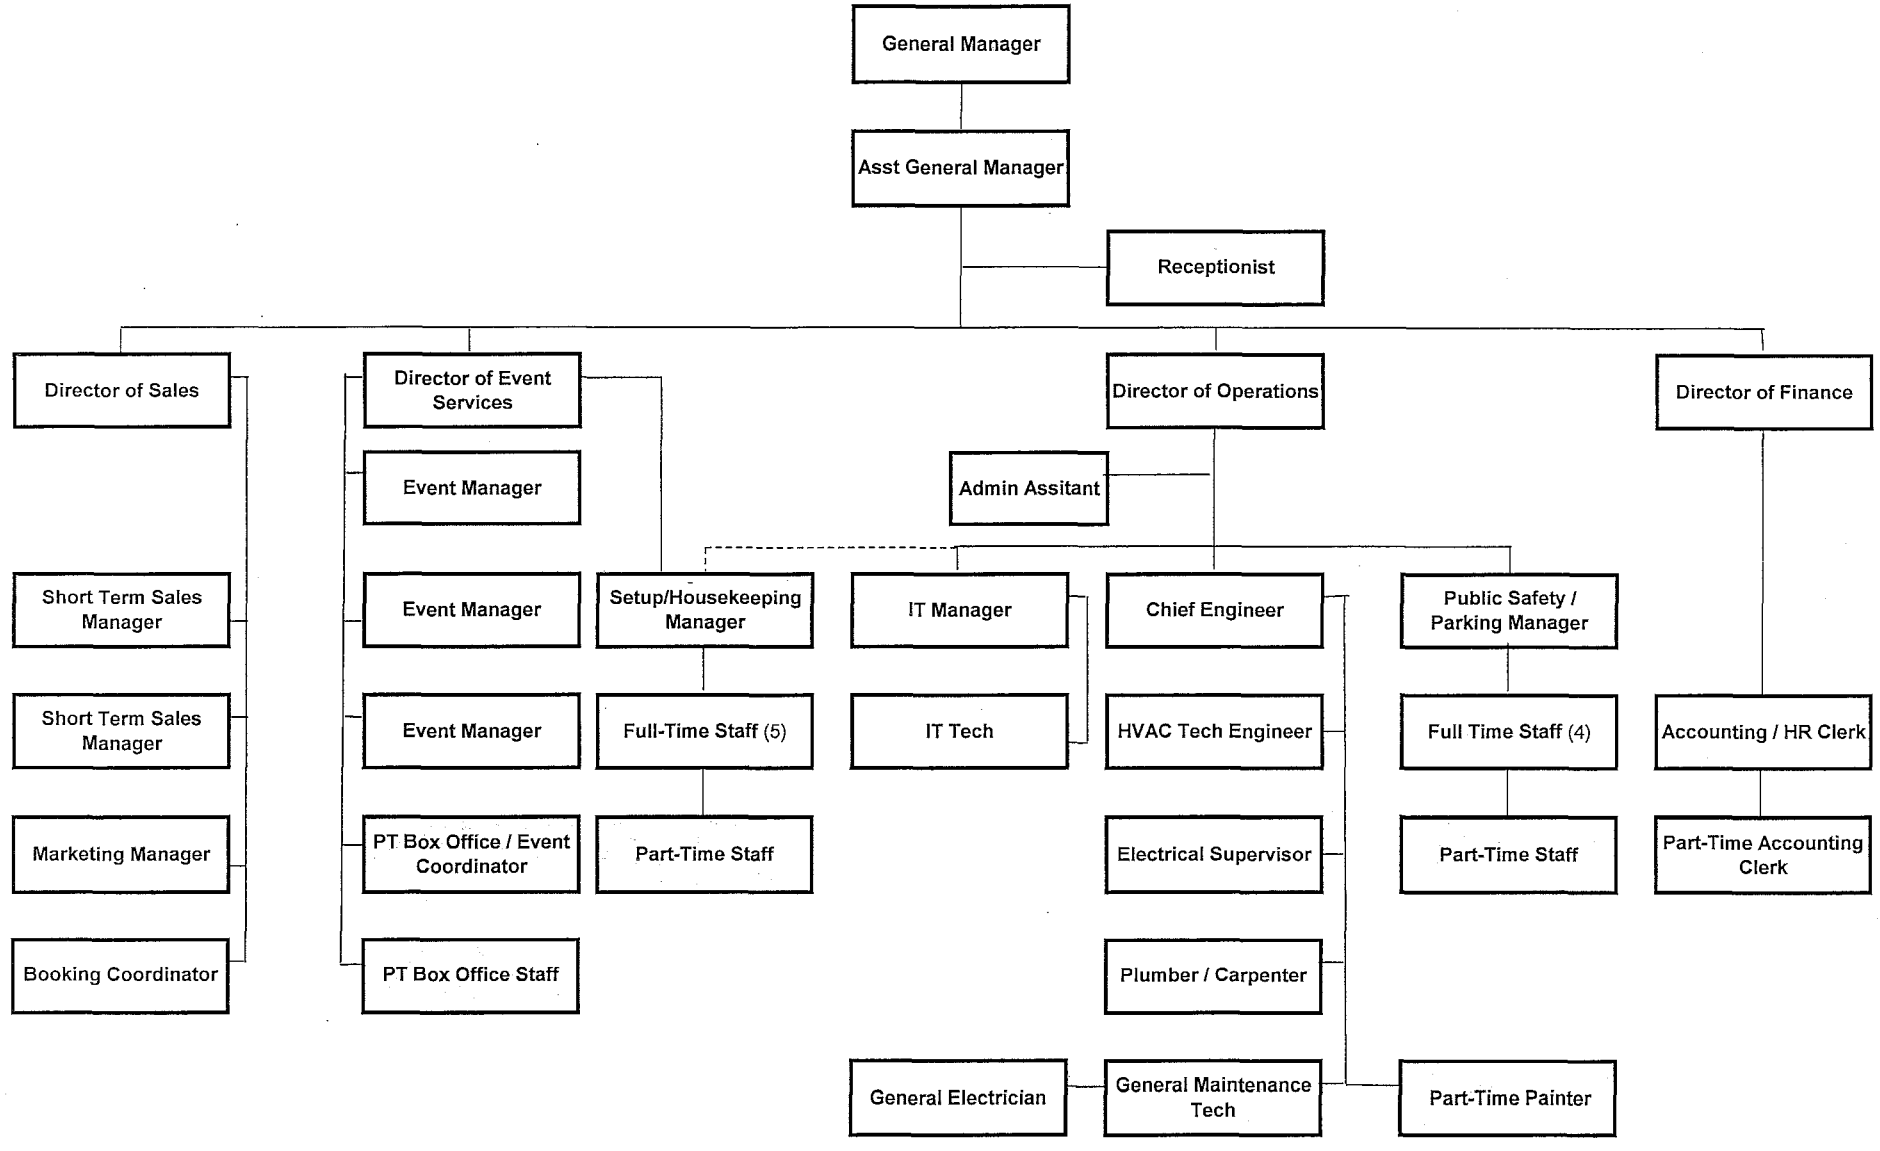 General Manager
Asst General Manager
Receptionist
Director of Sales
Director of Event
Services
Director of Operations
Director of Finance
Event Manager
Admin Assitant
Short Term Sales
Manager
Event Manager
Setup/Housekeeping
Manager
IT Manager
Chief Engineer
Public Safety /
Parking Manager
Short Term Sales
Manager
Event Manager
Full-Time Staff (5)
IT Tech
HVAC Tech Engineer
Full Time Staff (4)
Accounting / HR Clerk
Marketing Manager
PT Box Office / Event
Coordinator
Part-Time Staff
Electrical Supervisor
Part-Time Staff
Part-Time Accounting
Clerk
Booking Coordinator
PT Box Office Staff
Plumber / Carpenter
General Electrician
General Maintenance
Tech
Part-Time Painter